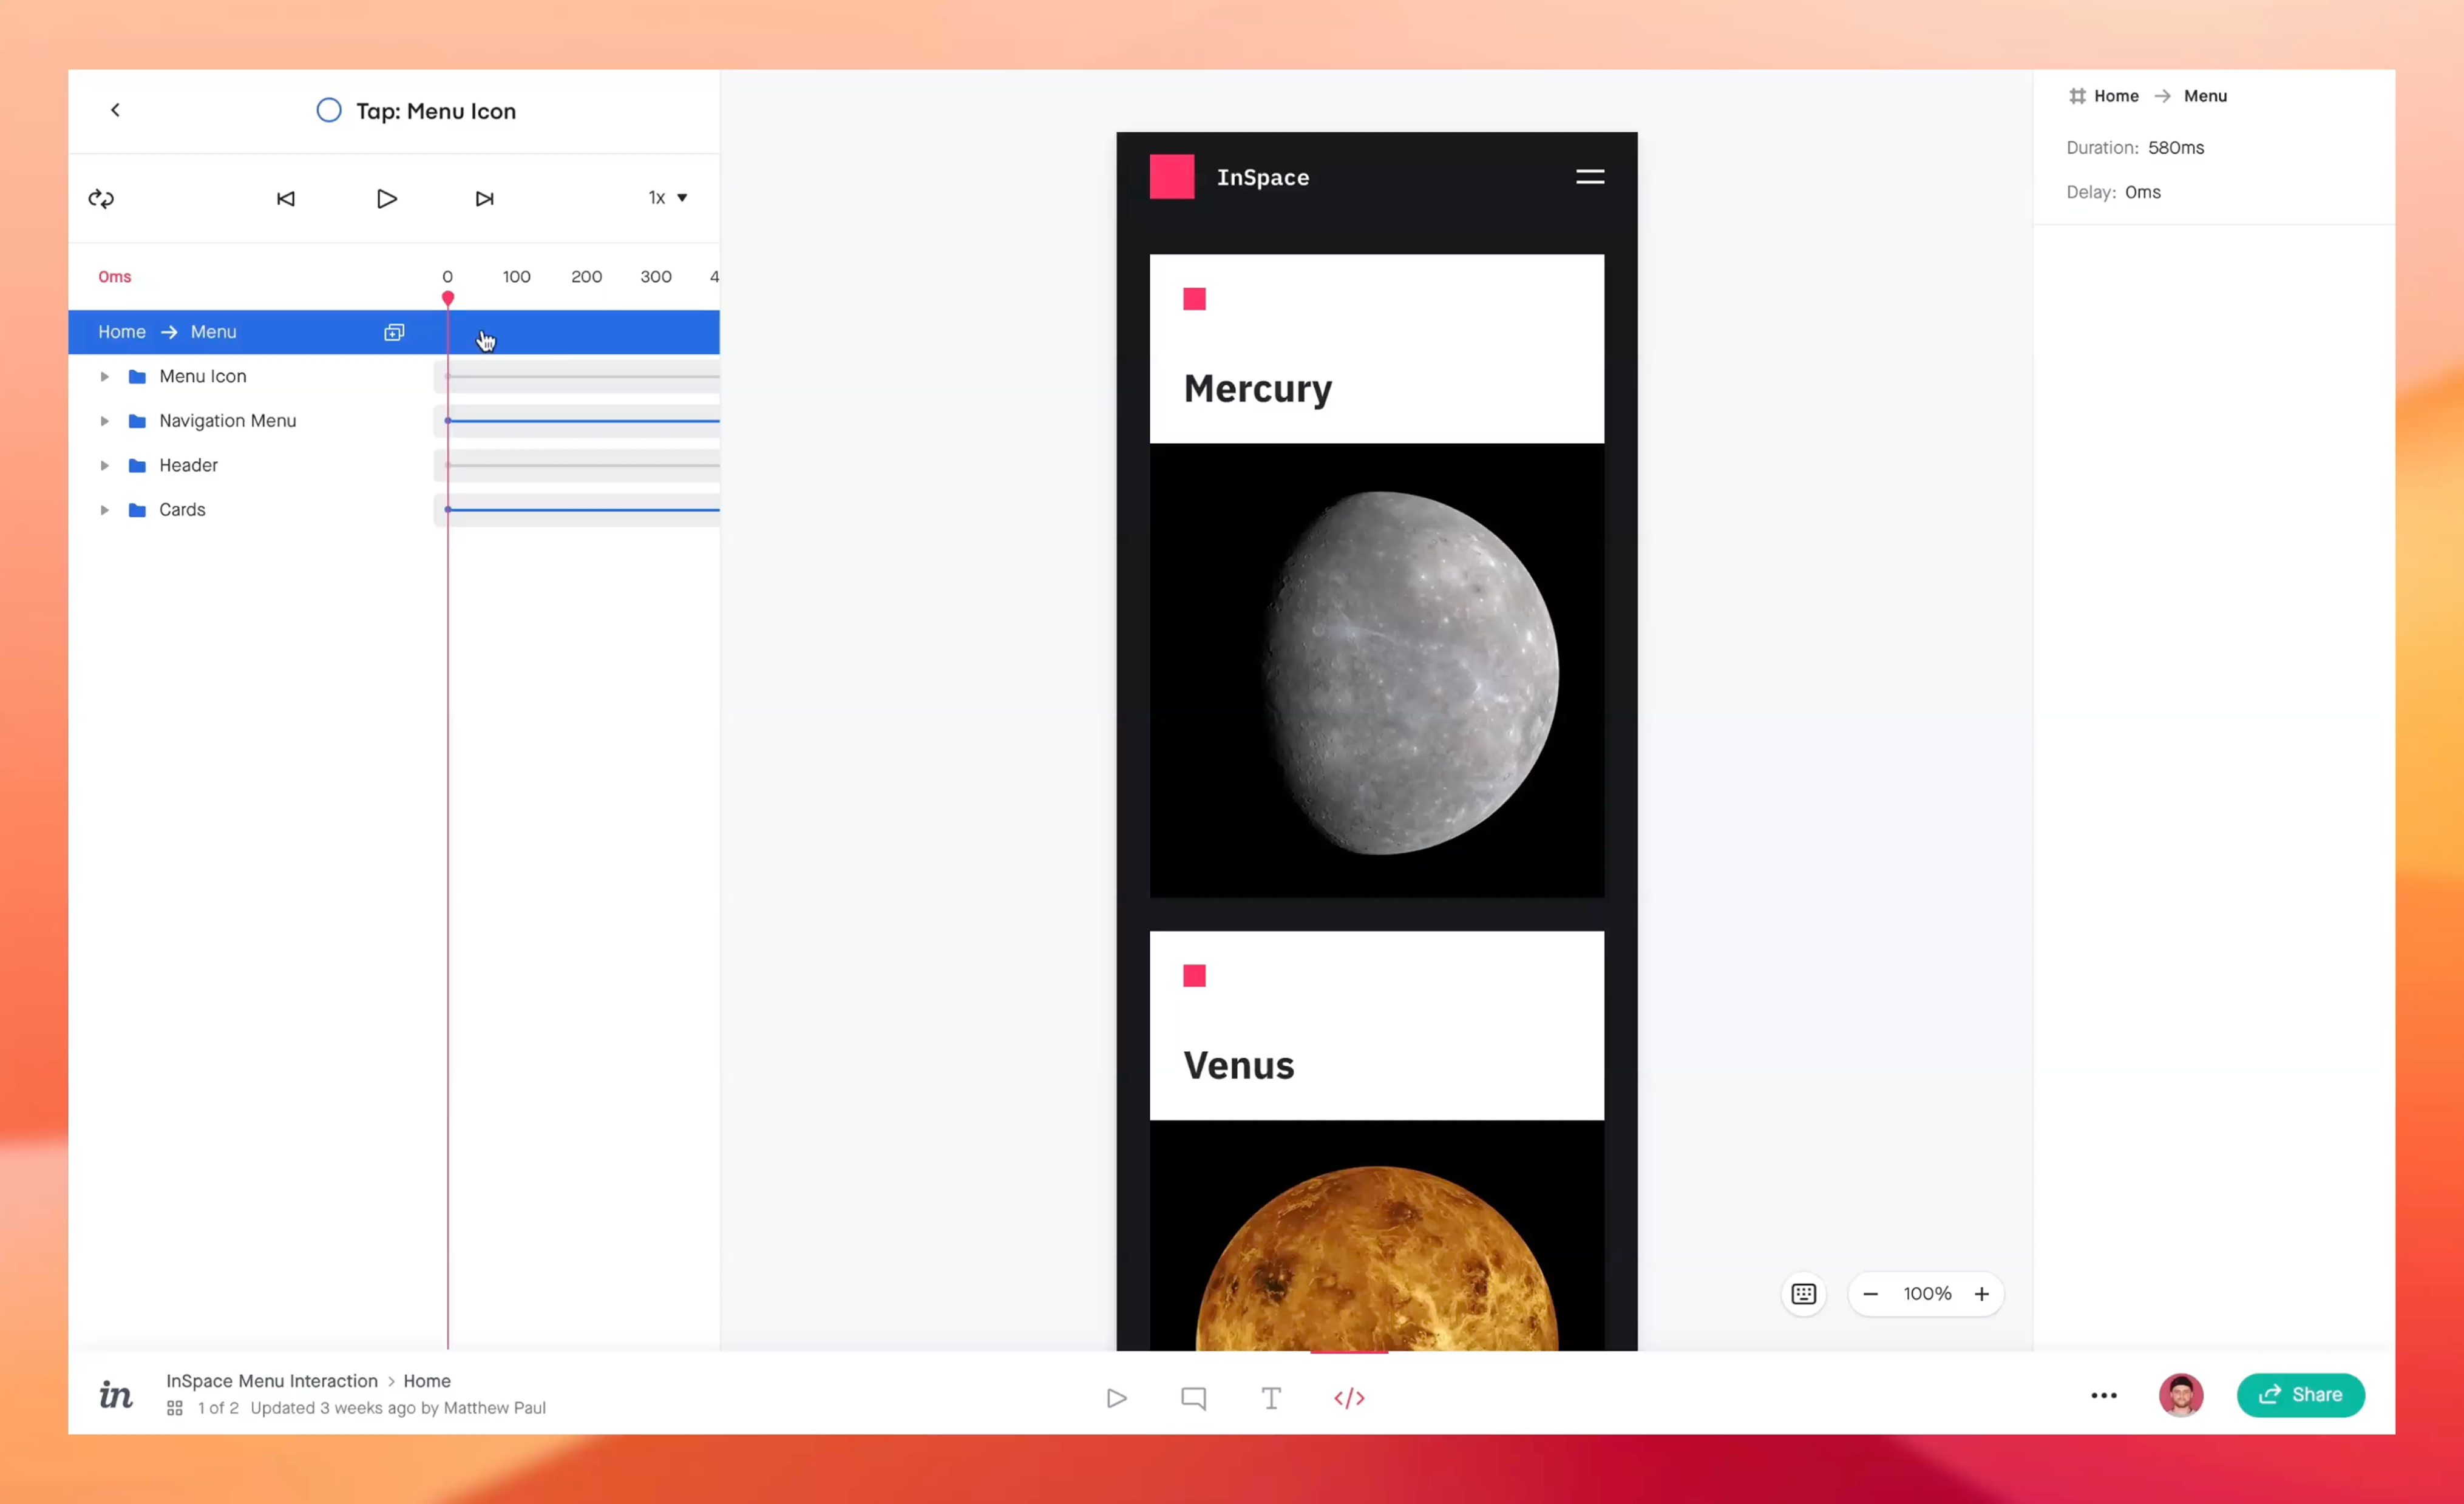 Tap: Menu Icon
1x
0ms
0 100 200 300 4
Home → Menu
Menu Icon
Navigation Menu
Header
Cards
InSpace
Mercury
Venus
Home → Menu
Duration: 580ms
Delay: 0ms
100%
in
InSpace Menu Interaction > Home
1 of 2 Updated 3 weeks ago by Matthew Paul
T
</>
Share